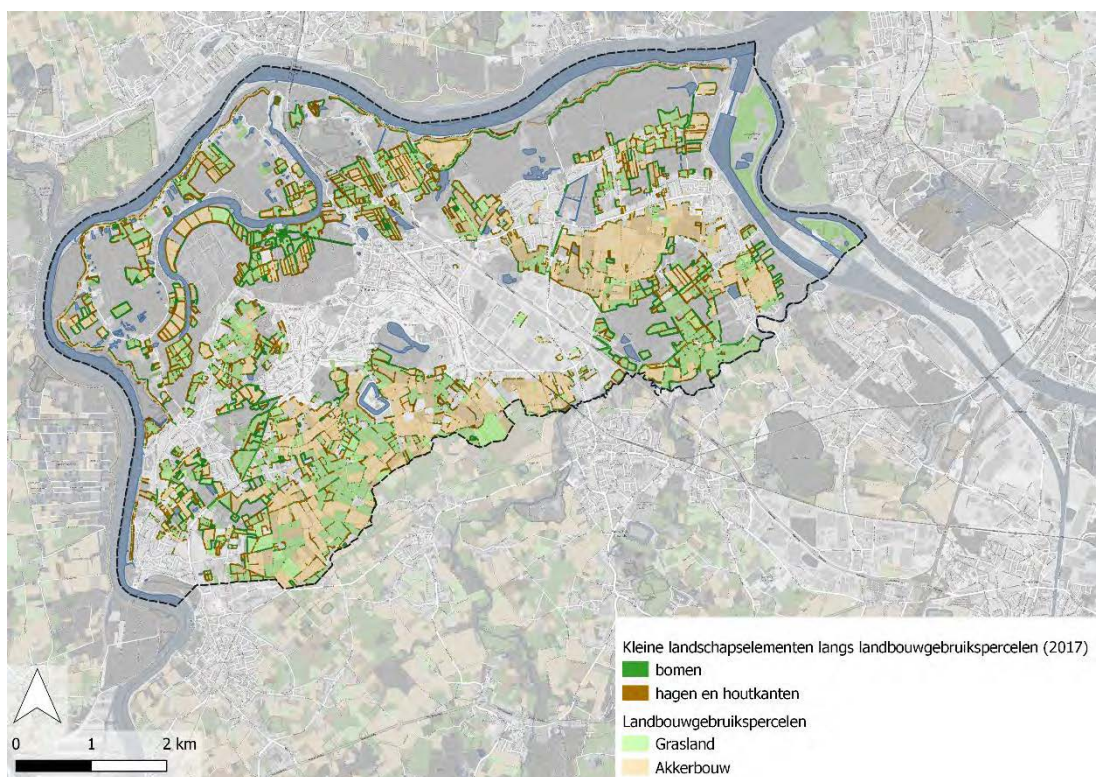 Kleine landschapselementen langs landbouwgebruikspercelen (2017)
bomen
hagen en houtkanten
Landbouwgebruikspercelen
Grasland
Akkerbouw
0 1 2 km